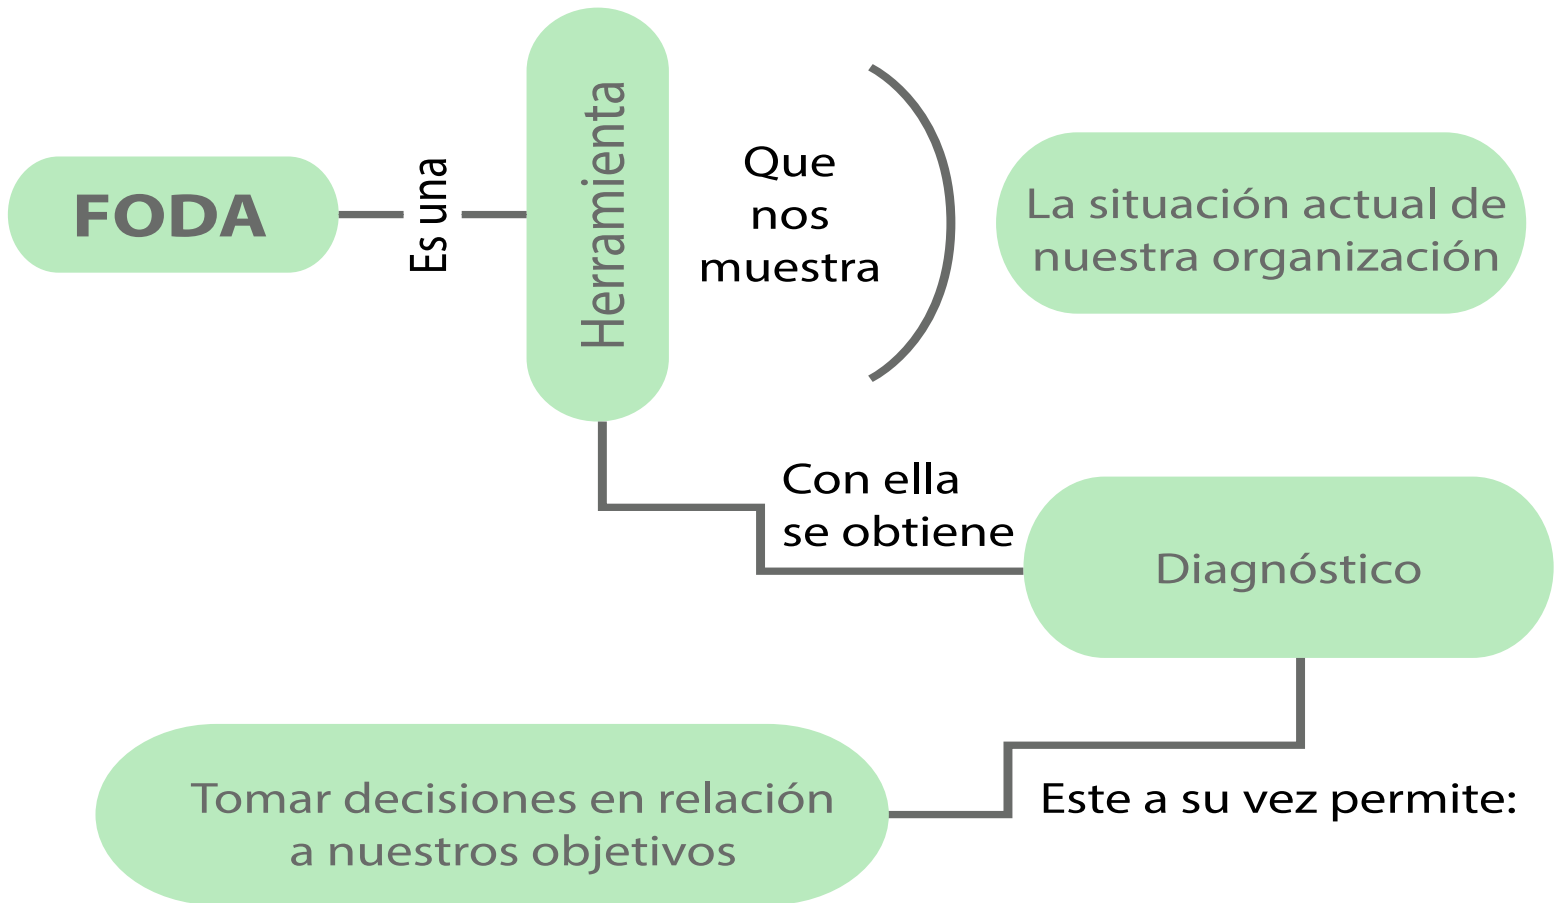 FODA
Es una
Herramienta
Que
nos
muestra
La situación actual de
nuestra organización
Con ella
se obtiene
Diagnóstico
Este a su vez permite:
Tomar decisiones en relación
a nuestros objetivos